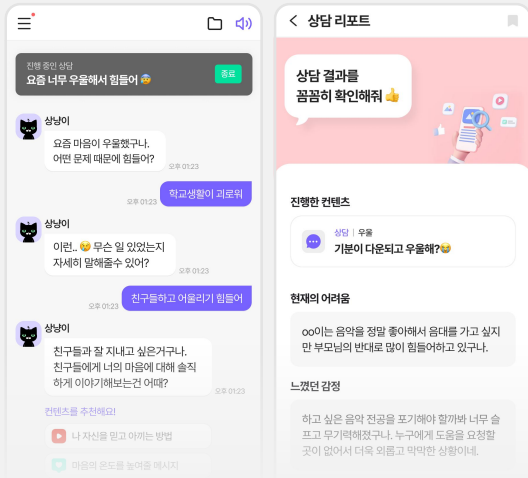 진행 중인 상담
요즘 너무 우울해서 힘들어 😰
종료
상냥이
요즘 마음이 우울했구나.
어떤 문제 때문에 힘들어?
오후 01:23
학교생활이 괴로워
오후 01:23
상냥이
이런.. 😢 무슨 일 있었는지
자세히 말해줄수 있어?
오후 01:23
친구들하고 어울리기 힘들어
오후 01:23
상냥이
친구들과 잘 지내고 싶은거구나.
친구들에게 너의 마음에 대해 솔직
하게 이야기해보는건 어때?
오후 01:23
컨텐츠를 추천해요!
나 자신을 믿고 아끼는 방법
마음의 온도를 높여줄 메시지
상담 리포트
상담 결과를
꼼꼼히 확인해줘 👍
진행한 컨텐츠
상담 | 우울
기분이 다운되고 우울해?😭
현재의 어려움
oo이는 음악을 정말 좋아해서 음대를 가고 싶지
만 부모님의 반대로 많이 힘들어하고 있구나.
느꼈던 감정
하고 싶은 음악 전공을 포기해야 할까봐 너무 슬
프고 무기력해졌구나. 누구에게 도움을 요청할
곳이 없어서 더욱 외롭고 막막한 상황이네.